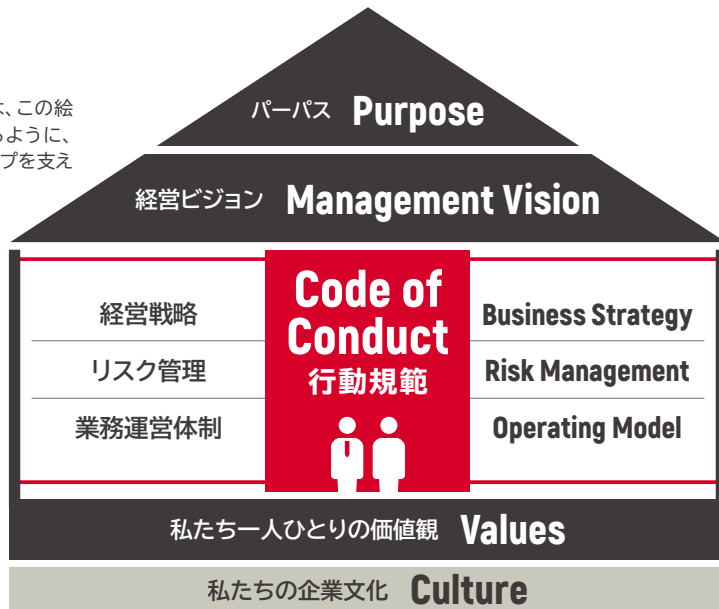 は、この絵
るように、
プを支え
パーパス Purpose
経営ビジョン Management Vision
経営戦略
リスク管理
業務運営体制
Code of
Conduct
行動規範
Business Strategy
Risk Management
Operating Model
私たち一人ひとりの価値観 Values
私たちの企業文化 Culture